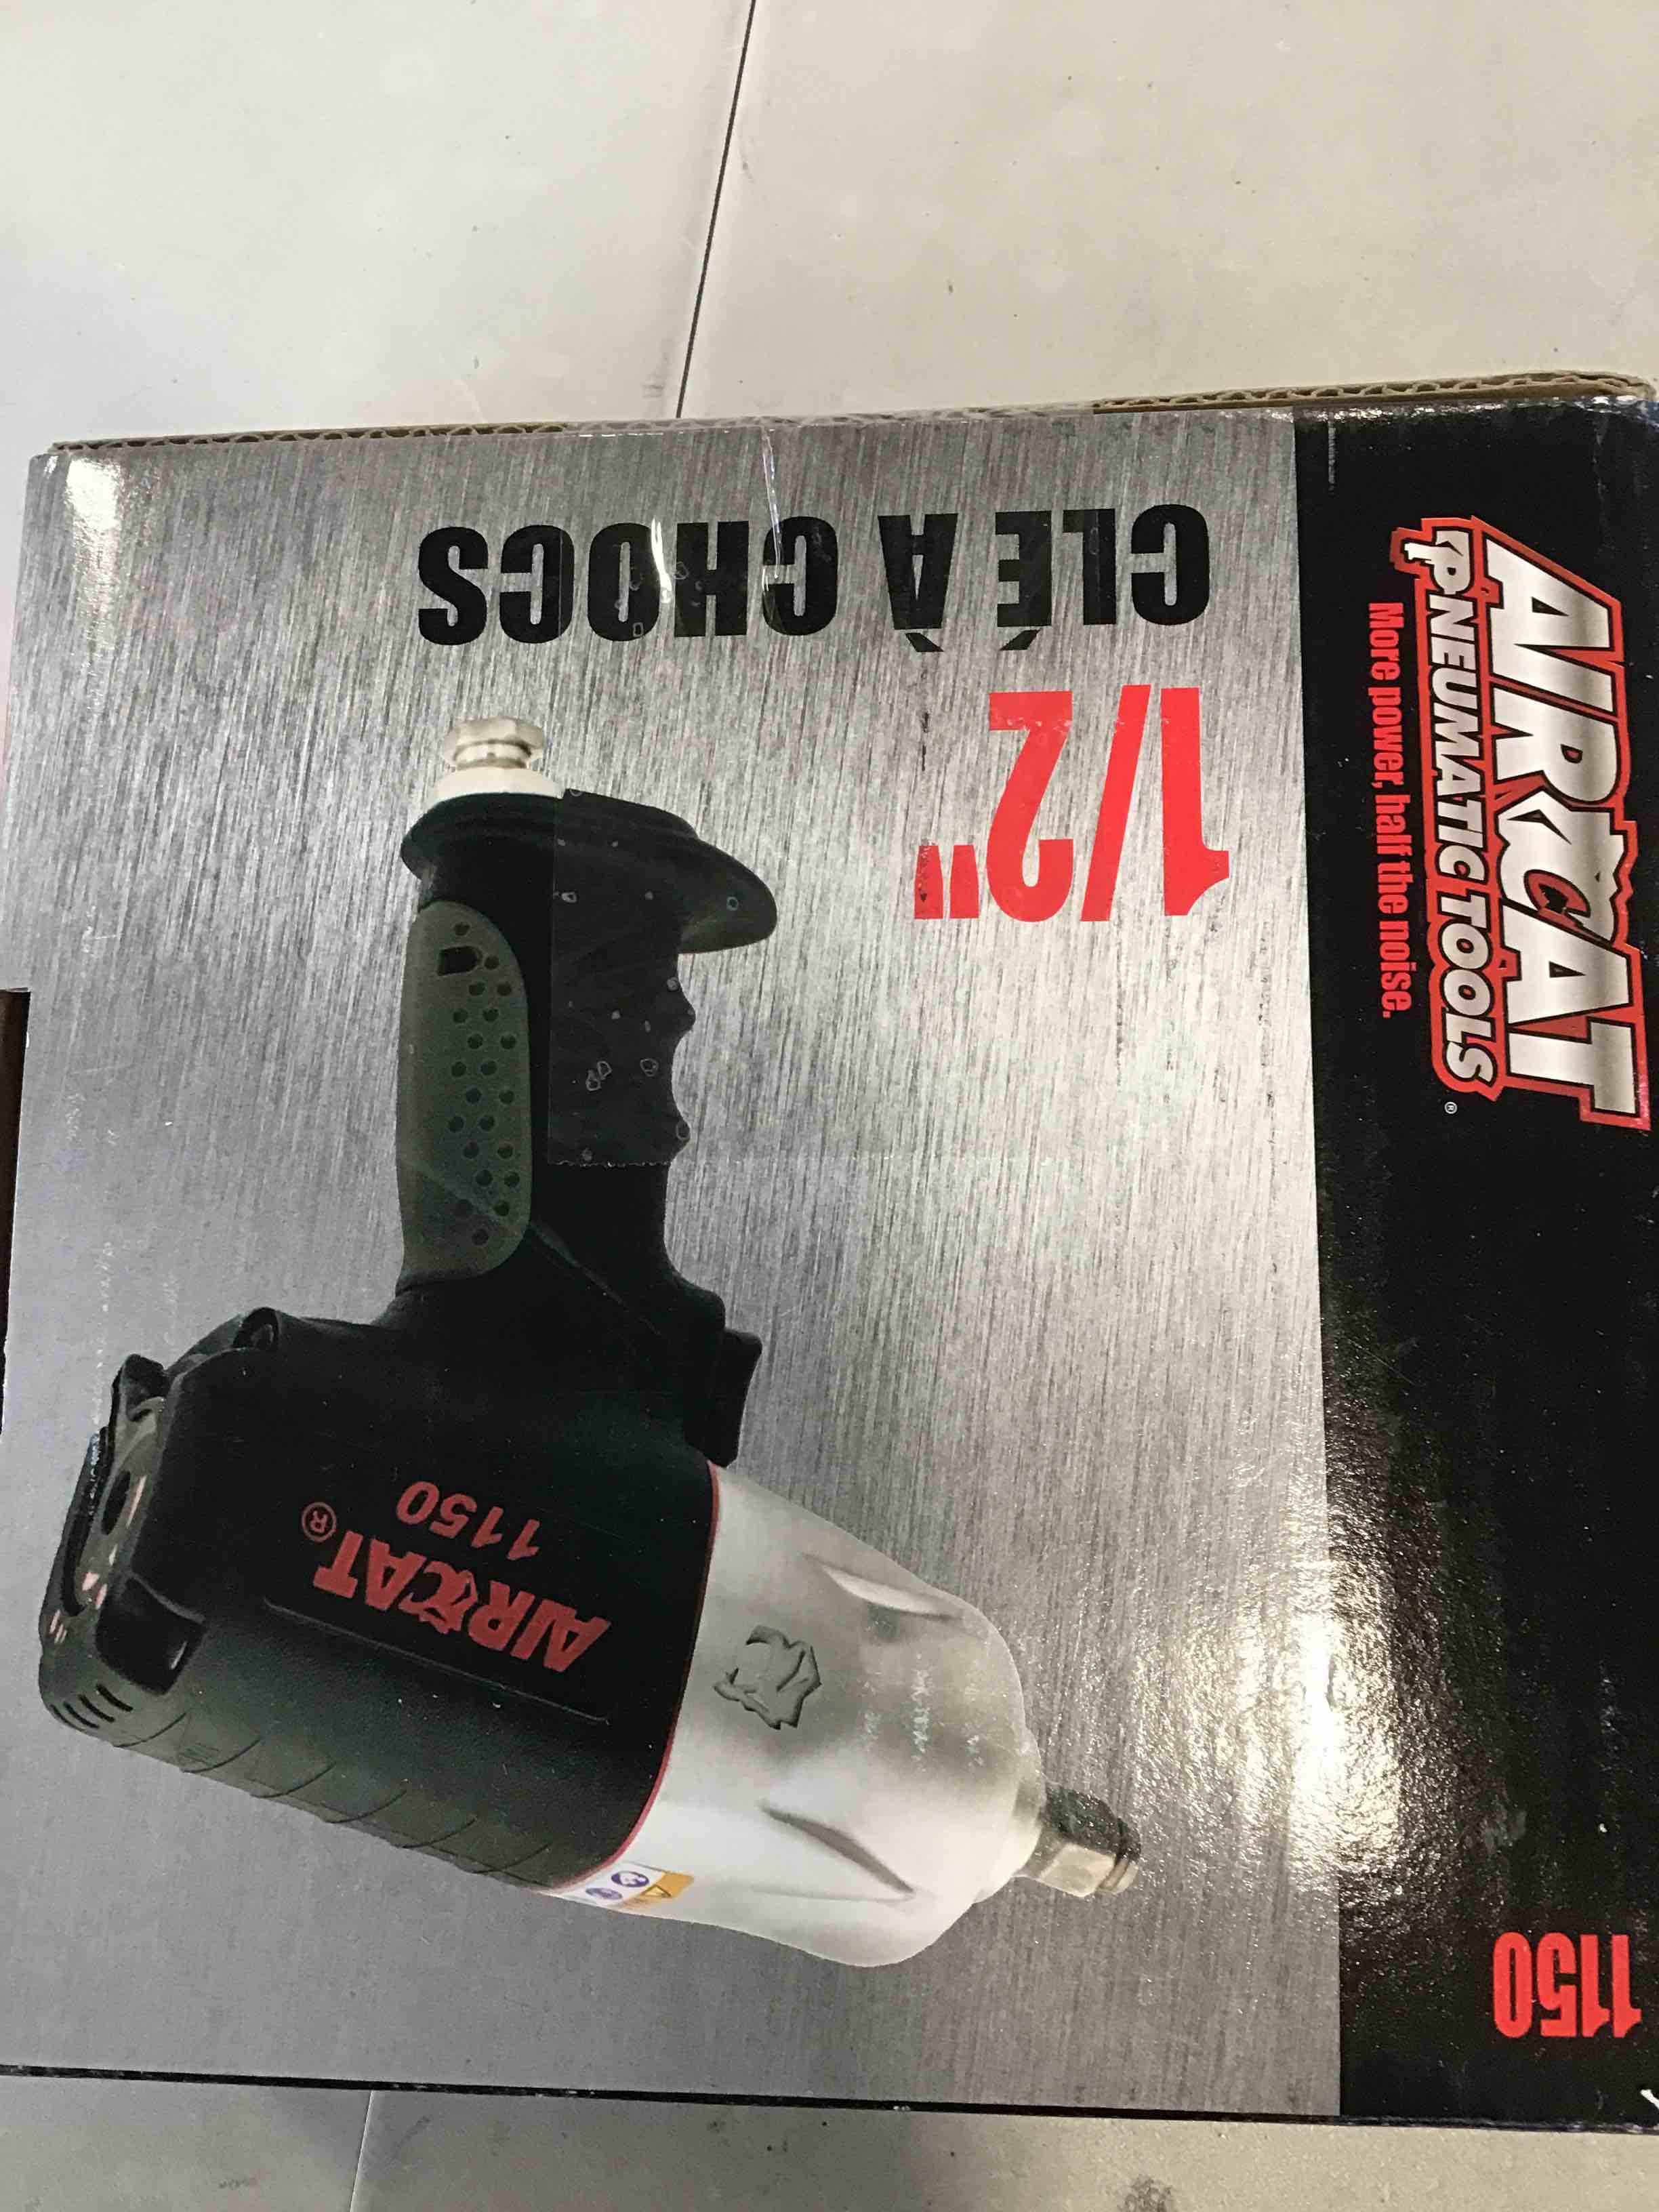 AIRCAT
PNEUMATIC TOOLS®
More power, half the noise.
1150
CLÉ À CHOCS
1/2"
AIRCAT®
1150